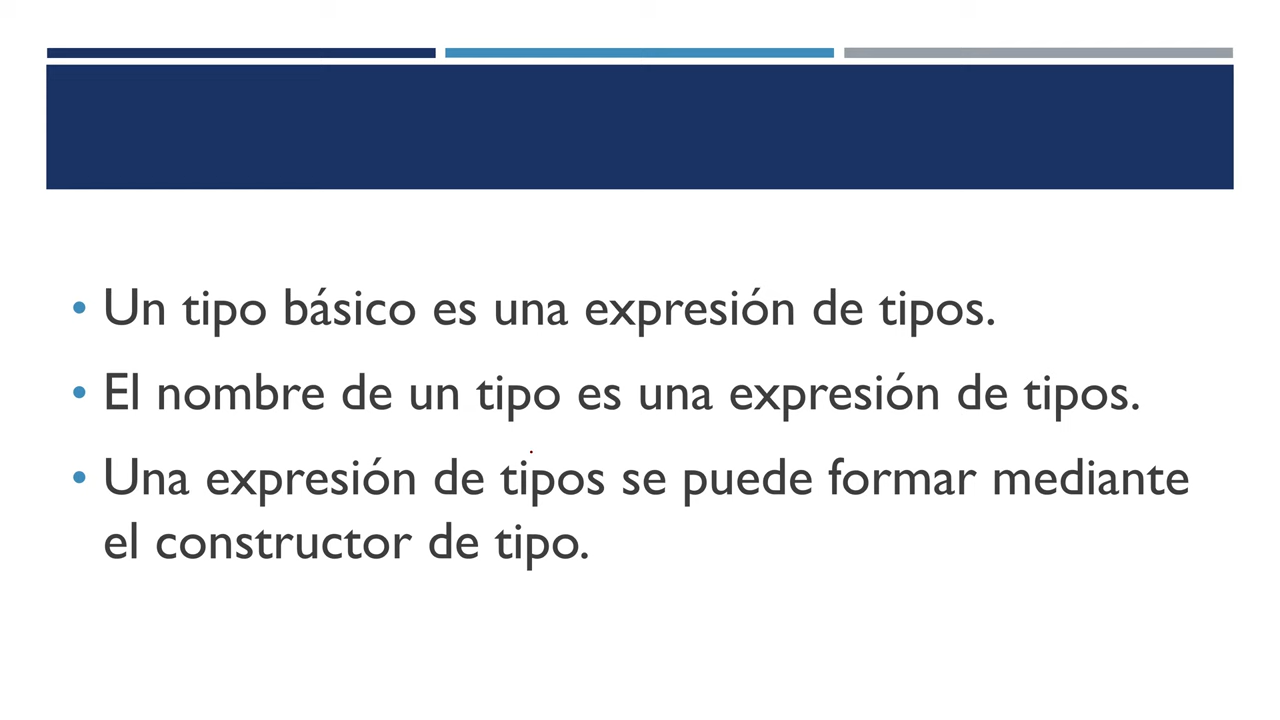 • Un tipo básico es una expresión de tipos.
• El nombre de un tipo es una expresión de tipos.
• Una expresión de tipos se puede formar mediante
el constructor de tipo.